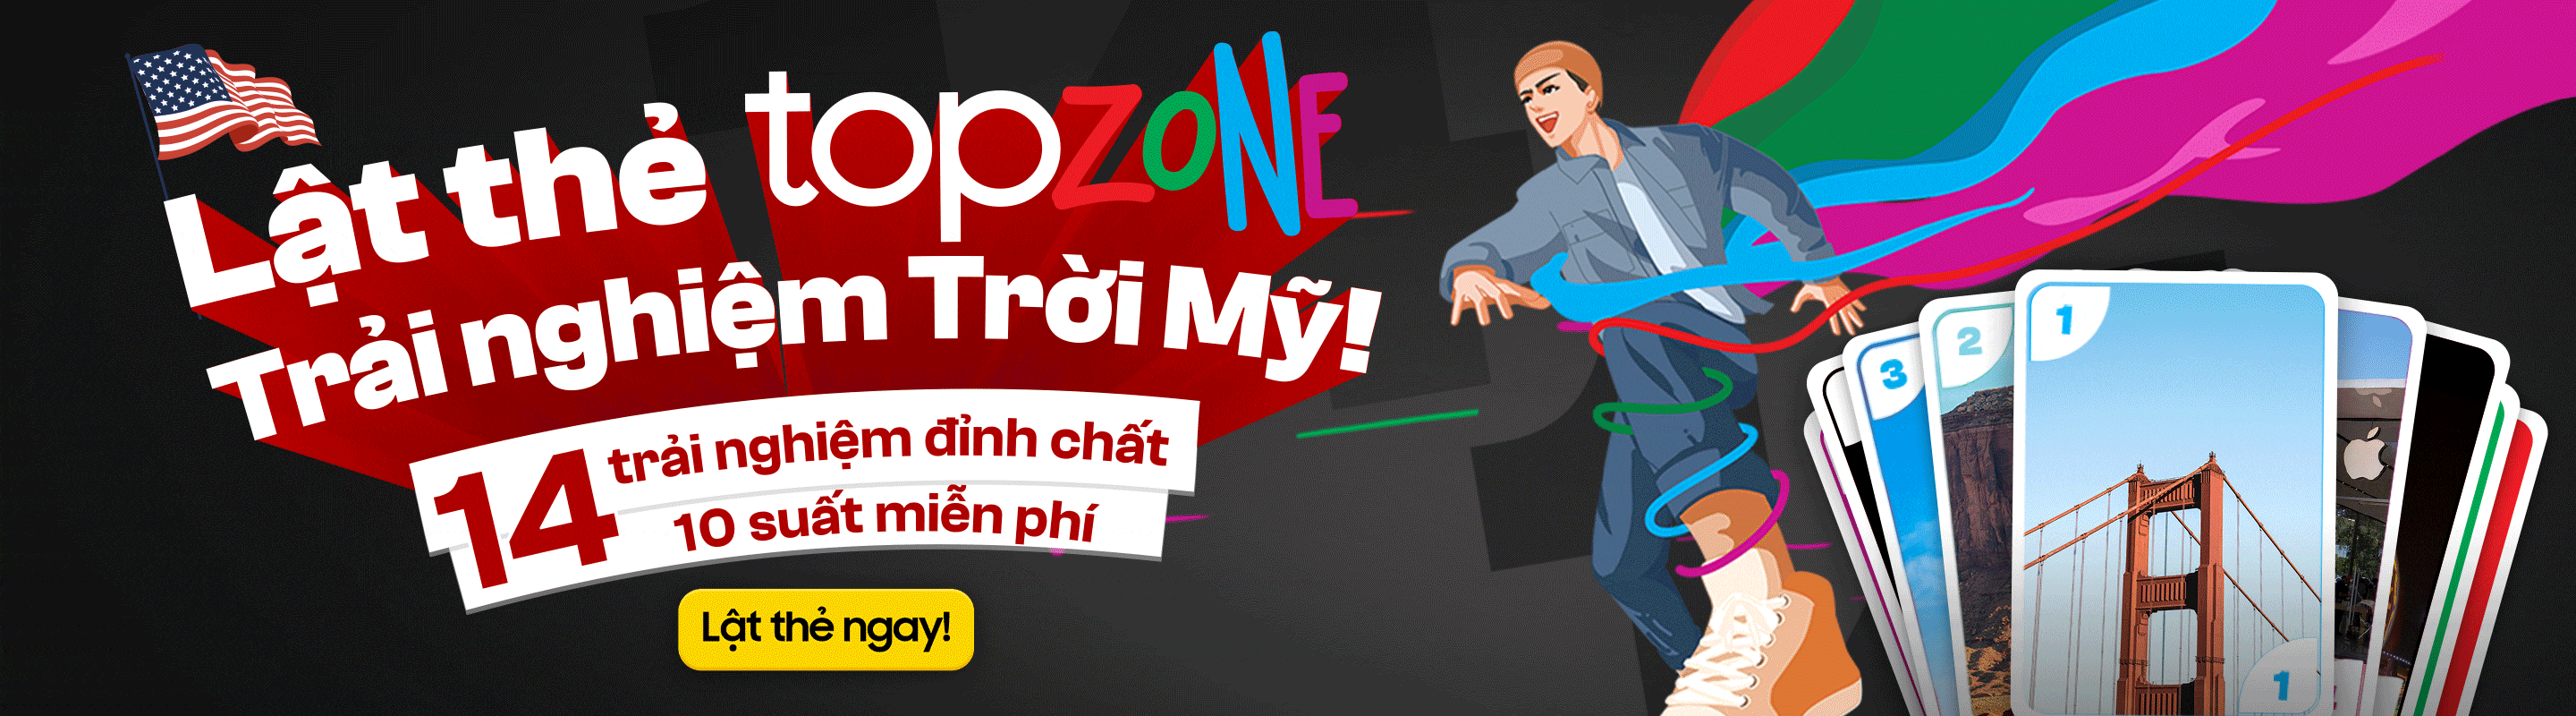 Lật thẻ topZONE
Trải nghiệm Trời Mỹ!
14 trải nghiệm đỉnh chất
10 suất miễn phí
Lật thẻ ngay!
3
2
1
1